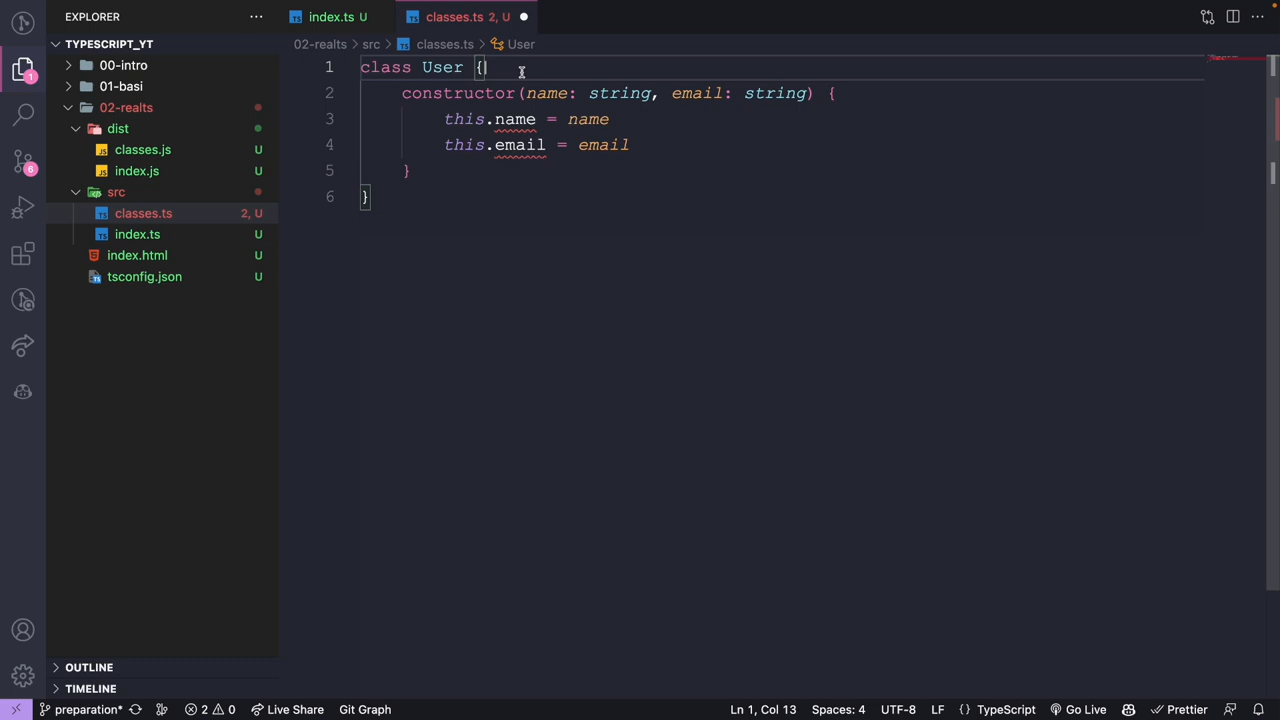 EXPLORER
index.ts U
classes.ts 2, U
TYPESCRIPT_YT
00-intro
01-basi
02-realts
dist
classes.js U
index.js U
src
classes.ts 2, U
index.ts U
index.html U
tsconfig.json U
OUTLINE
TIMELINE
1
6
02-realts > src > classes.ts > User
1 class User {
2 constructor(name: string, email: string) {
3 this.name = name
4 this.email = email
5 }
6 }
preparation* 2 0 Live Share Git Graph Ln 1, Col 13 Spaces: 4 UTF-8 LF {} TypeScript Go Live Prettier